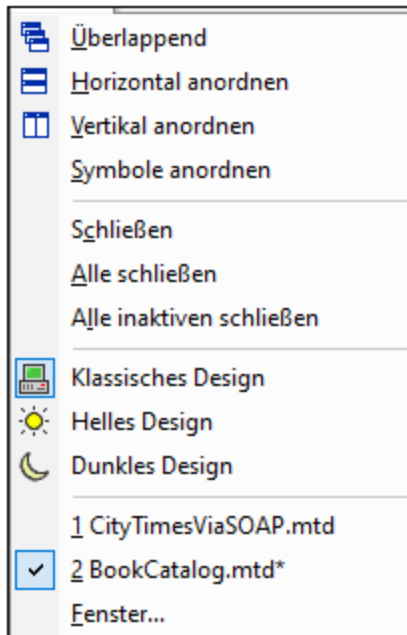 Überlappend
Horizontal anordnen
Vertikal anordnen
Symbole anordnen
Schließen
Alle schließen
Alle inaktiven schließen
Klassisches Design
Helles Design
Dunkles Design
1 CityTimesViaSOAP.mtd
2 BookCatalog.mtd*
Fenster...